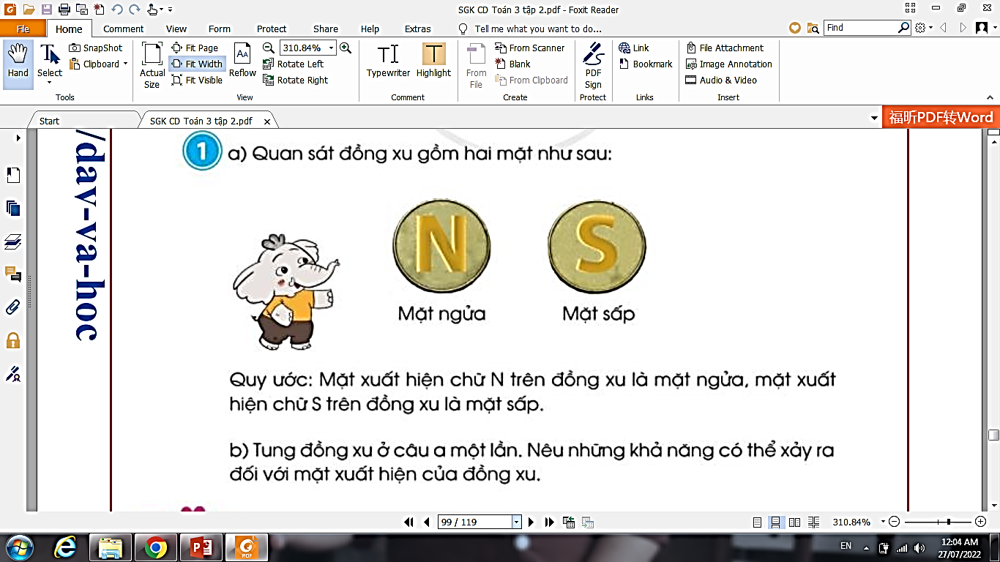 SGK CD Toán 3 tập 2.pdf - Foxit Reader
File Home Comment View Form Protect Share Help Extras Tell me what you want to do... Find
Hand
Select
SnapShot
Clipboard
Tools
Actual Size
Fit Page
Fit Width
Fit Visible
Reflow
310.84%
Rotate Left
Rotate Right
View
Typewriter
Highlight
Comment
From File
From Scanner
Blank
From Clipboard
Create
PDF Sign
Protect
Link
Bookmark
Links
File Attachment
Image Annotation
Audio & Video
Insert
Start
SGK CD Toán 3 tập 2.pdf
福昕PDF转Word
/day-va-hoc
1 a) Quan sát đồng xu gồm hai mặt như sau:
N S
Mặt ngửa Mặt sấp
Quy ước: Mặt xuất hiện chữ N trên đồng xu là mặt ngửa, mặt xuất
hiện chữ S trên đồng xu là mặt sấp.
b) Tung đồng xu ở câu a một lần. Nêu những khả năng có thể xảy ra
đối với mặt xuất hiện của đồng xu.
99 / 119
310.84%
EN
12:04 AM
27/07/2022